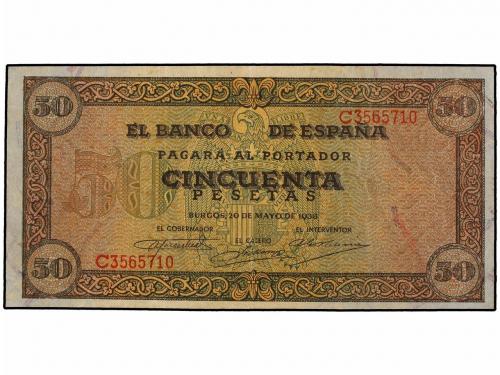 50 50
C3565710
EL BANCO DE ESPAÑA
PAGARÁ AL PORTADOR
CINCUENTA
PESETAS
BURGOS, 20 DE MAYO DE 1938
EL GOBERNADOR EL CAJERO EL INTERVENTOR
C3565710
50 50